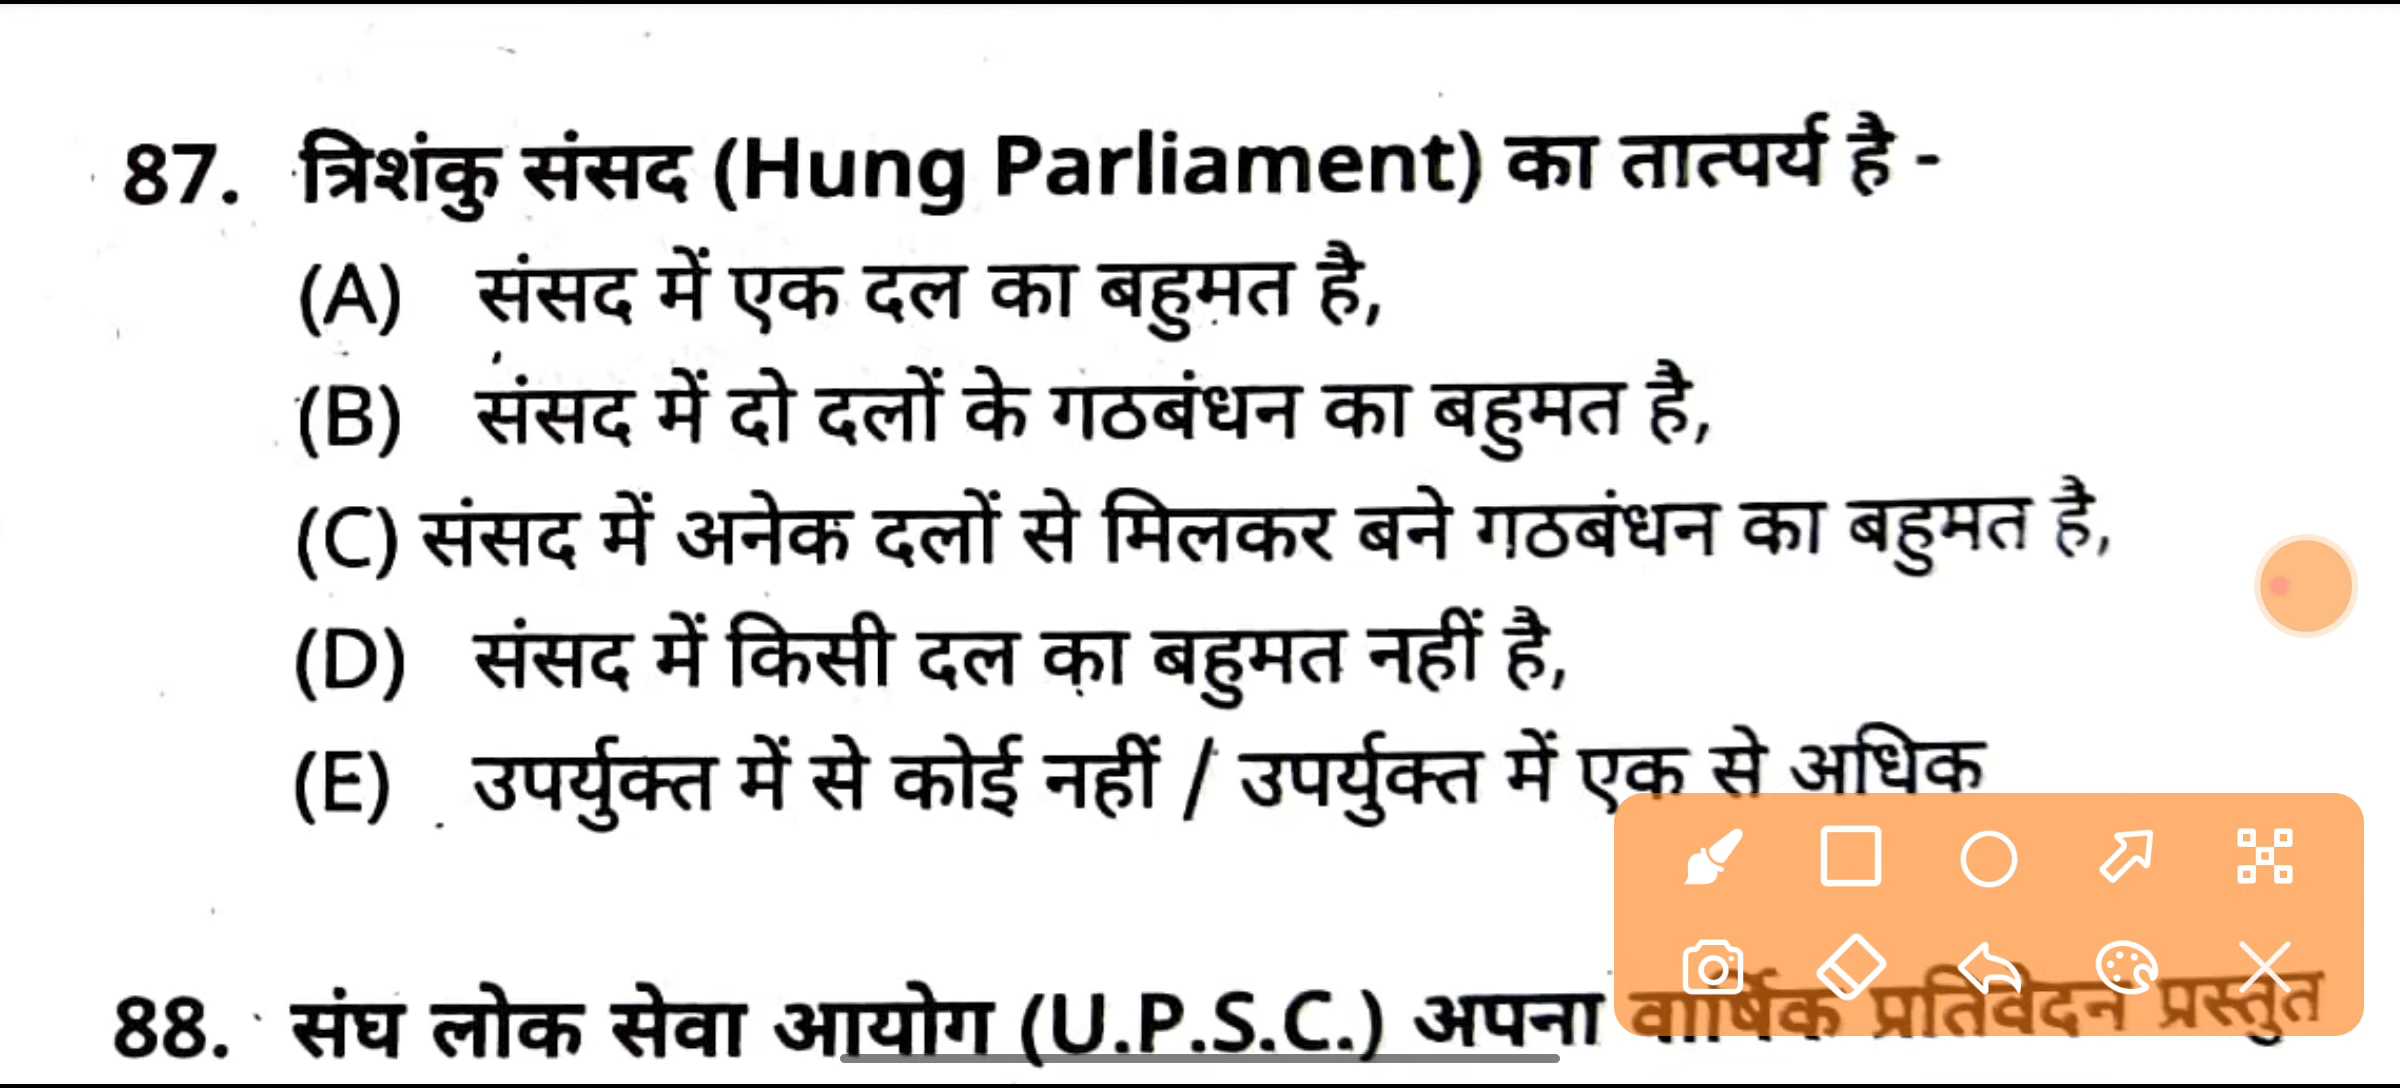 87. त्रिशंकु संसद (Hung Parliament) का तात्पर्य है -
(A) संसद में एक दल का बहुमत है,
(B) संसद में दो दलों के गठबंधन का बहुमत है,
(C) संसद में अनेक दलों से मिलकर बने गठबंधन का बहुमत है,
(D) संसद में किसी दल का बहुमत नहीं है,
(E) उपर्युक्त में से कोई नहीं / उपर्युक्त में एक से अधिक
88. संघ लोक सेवा आयोग (U.P.S.C.) अपना वार्षिक प्रतिवेदन प्रस्तुत